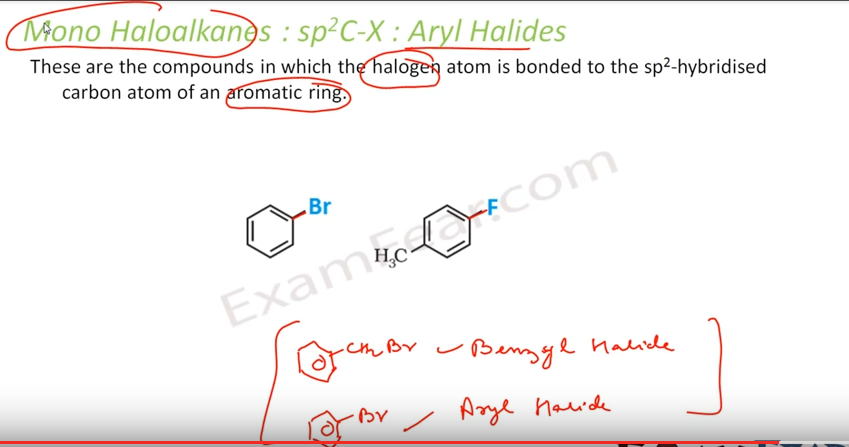 Mono Haloalkanes : sp²C-X : Aryl Halides
These are the compounds in which the halogen atom is bonded to the sp²-hybridised
carbon atom of an aromatic ring.
Br
F
H₃C
ExamFear.com
CH₂Br – Benzyl Halide
Br – Aryl Halide